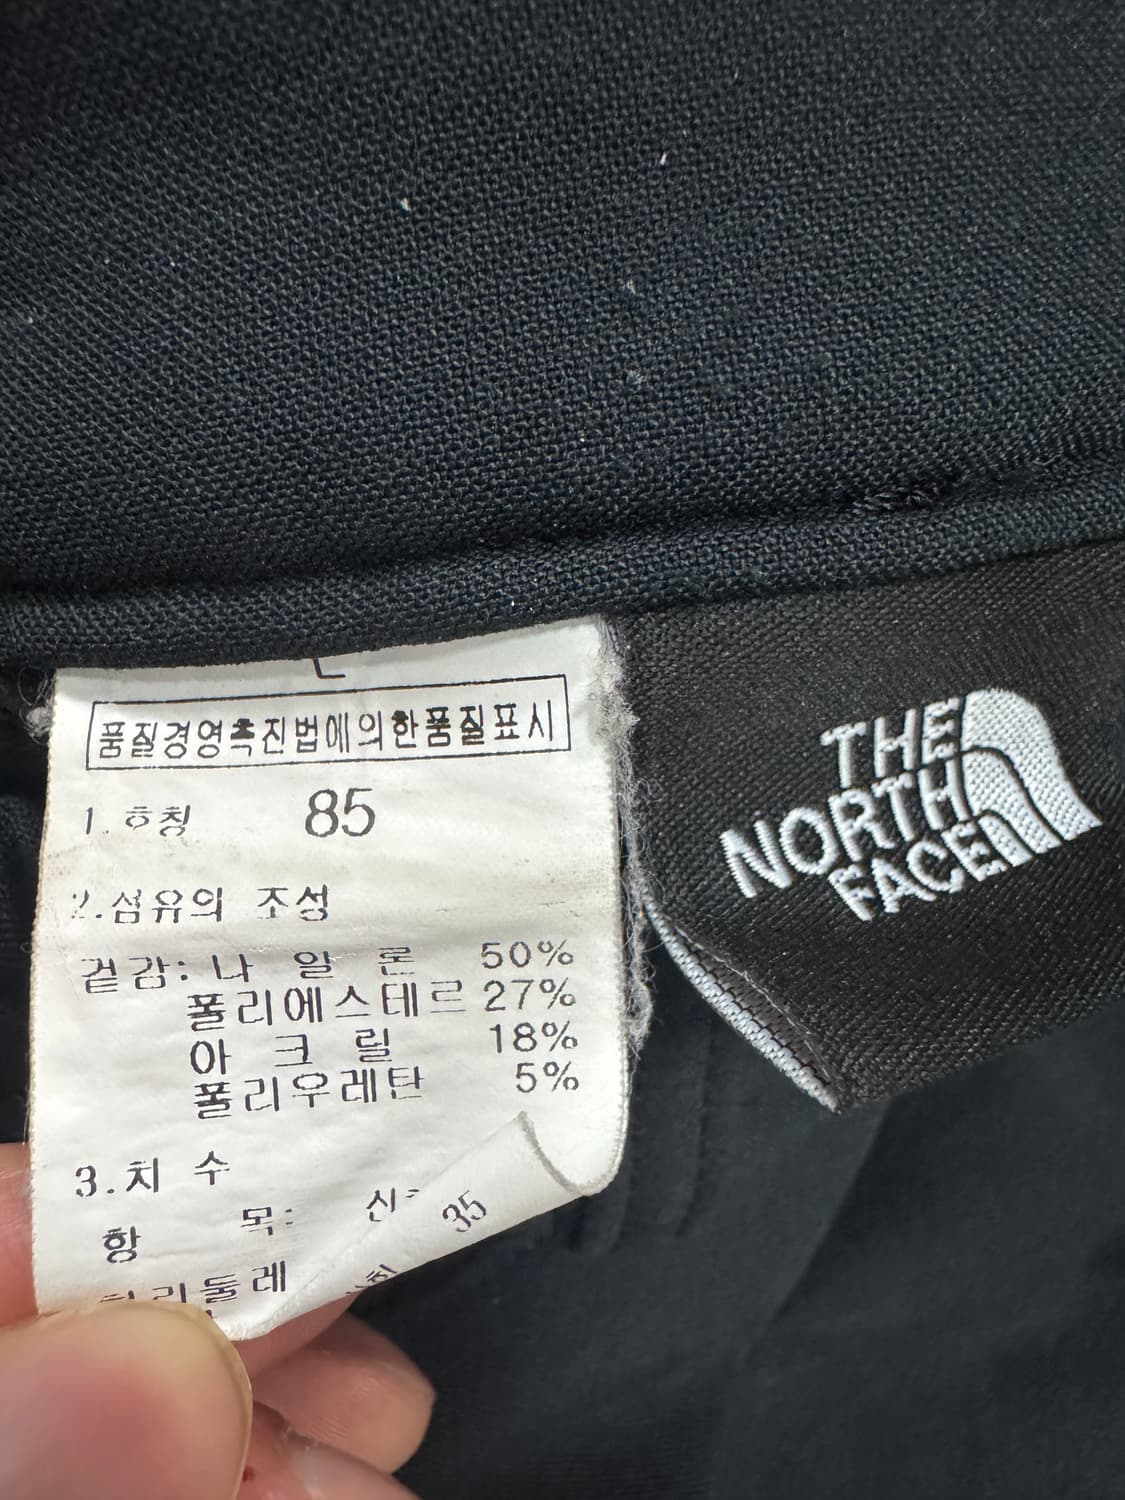 품질경영촉진법에의한품질표시
1. 호칭 85
2.섬유의 조성
겉감: 나 일 론 50%
폴리에스테르 27%
아 크 릴 18%
폴리우레탄 5%
3.치 수
항 목:
35
THE
NORTH
FACE